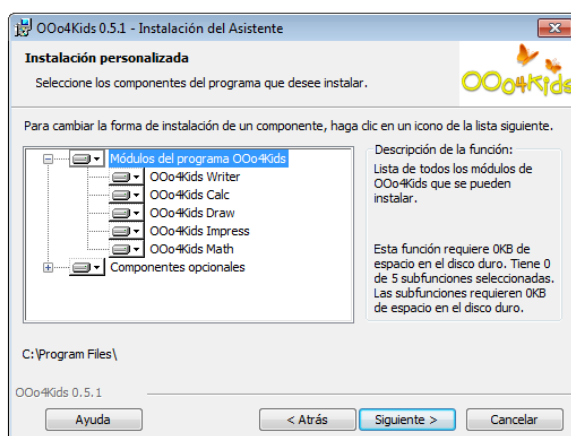 OOo4Kids 0.5.1 - Instalación del Asistente
Instalación personalizada
Seleccione los componentes del programa que desee instalar.
OOo4Kids
Para cambiar la forma de instalación de un componente, haga clic en un icono de la lista siguiente.
Módulos del programa OOo4Kids
OOo4Kids Writer
OOo4Kids Calc
OOo4Kids Draw
OOo4Kids Impress
OOo4Kids Math
Componentes opcionales
Descripción de la función:
Lista de todos los módulos de
OOo4Kids que se pueden
instalar.
Esta función requiere 0KB de
espacio en el disco duro. Tiene 0
de 5 subfunciones seleccionadas.
Las subfunciones requieren 0KB
de espacio en el disco duro.
C:\Program Files\
OOo4Kids 0.5.1
Ayuda
< Atrás
Siguiente >
Cancelar